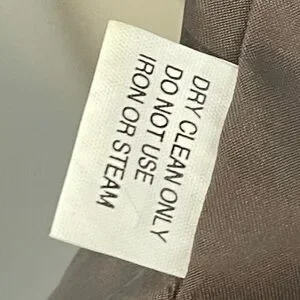 DRY CLEAN ONLY
DO NOT USE
IRON OR STEAM